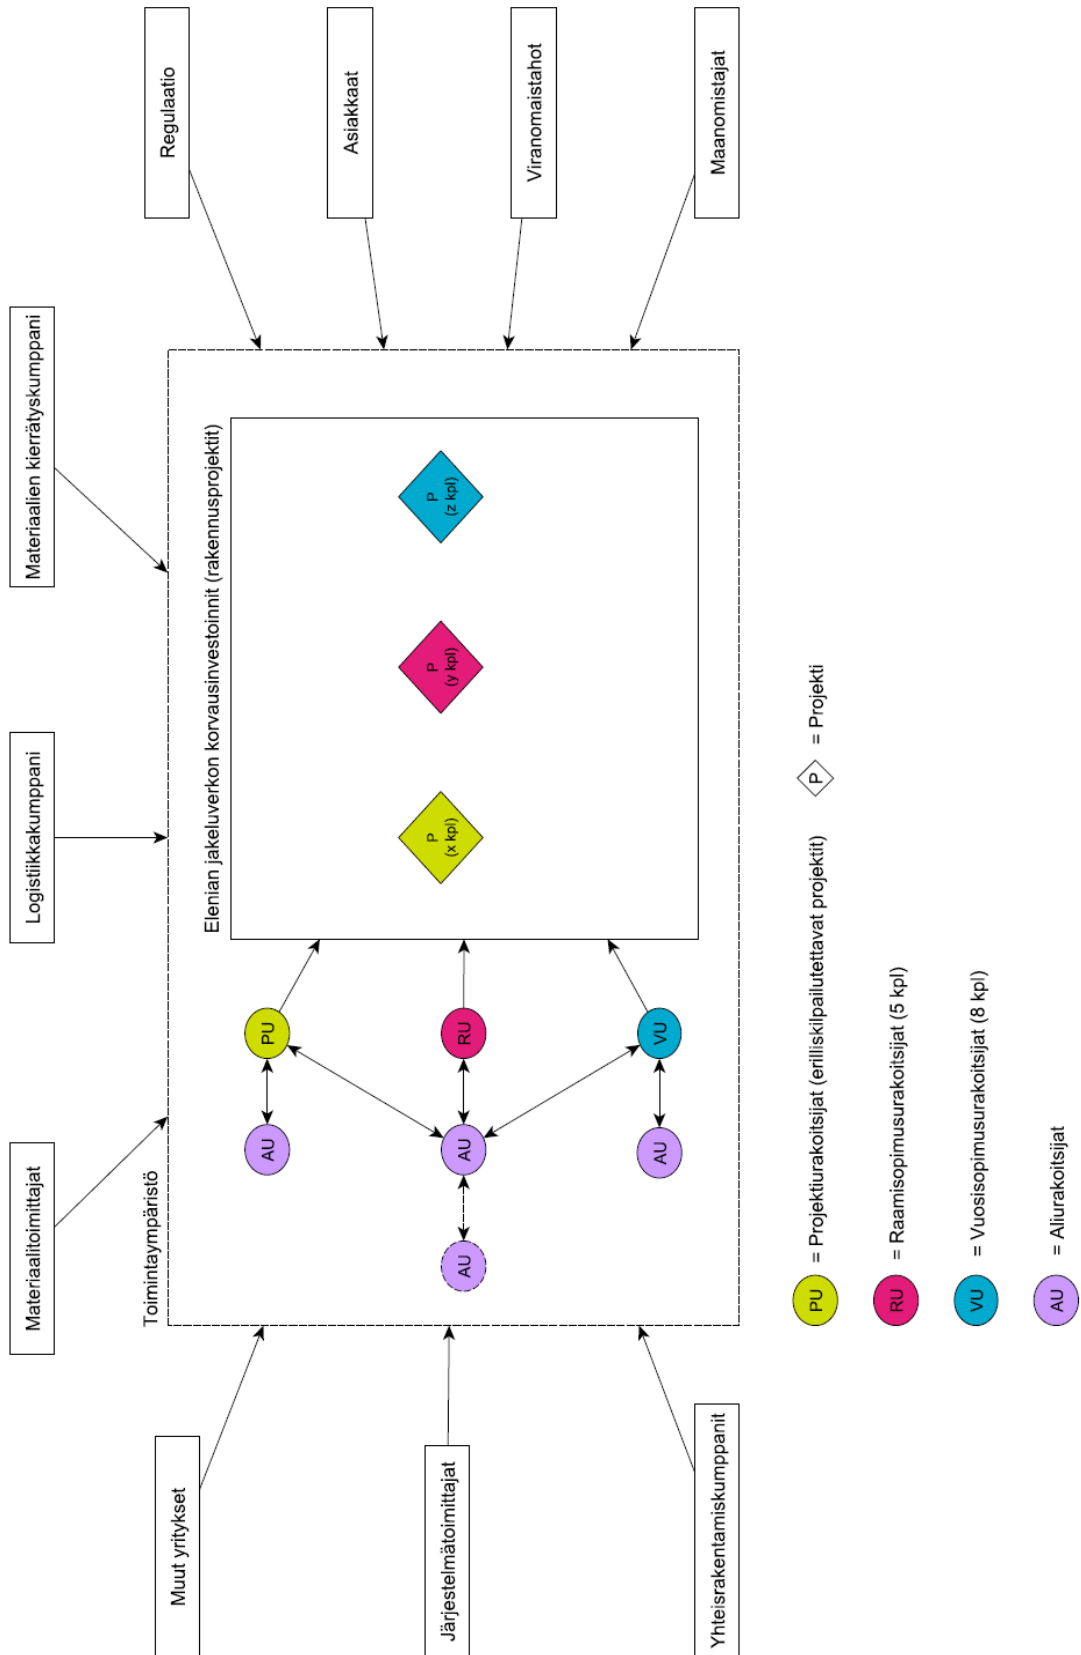 Materiaalitoimittajat
Logistiikkakumppani
Materiaalien kierrätyskumppani
Muut yritykset
Järjestelmätoimittajat
Yhteisrakentamiskumppanit
Toimintaympäristö
AU
PU
AU
AU
RU
AU
VU
Elenian jakeluverkon korvausinvestoinnit (rakennusprojektit)
P
(x kpl)
P
(y kpl)
P
(z kpl)
Regulaatio
Asiakkaat
Viranomaistahot
Maanomistajat
PU = Projektiurakoitsijat (erilliskilpailutettavat projektit)
P = Projekti
RU = Raamisopimusurakoitsijat (5 kpl)
VU = Vuosisopimusurakoitsijat (8 kpl)
AU = Aliurakoitsijat